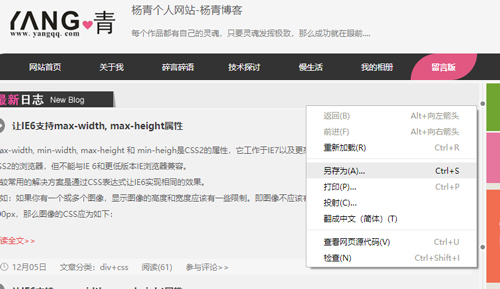 YANG青
www.yangqq.com
杨青个人网站-杨青博客
每个作品都有自己的灵魂，只要灵魂发挥极致，那么成功就在眼前....
网站首页 关于我 碎言碎语 技术探讨 慢生活 我的相册 留言版
最新日志 New Blog
让IE6支持max-width, max-height属性
max-width, min-width, max-height 和 min-heigh是CSS2的属性，它工作于IE7以及更
CSS2的浏览器，但不能与IE 6和更低版本IE浏览器兼容。
较常用的解决方案是通过CSS表达式让IE6实现相同的效果。
如：如果你有一个或多个图像，显示图像的高度和宽度应该有一些限制。即图像不应该
00px，那么图像的CSS应为如下：
读全文>>
12月05日 文章分类：div+css 阅读(61) 参与评论>>
返回(B) Alt+向左箭头
前进(F) Alt+向右箭头
重新加载(R) Ctrl+R
另存为(A)... Ctrl+S
打印(P)... Ctrl+P
投射(C)...
翻成中文（简体）(T)
查看网页源代码(V) Ctrl+U
检查(N) Ctrl+Shift+I